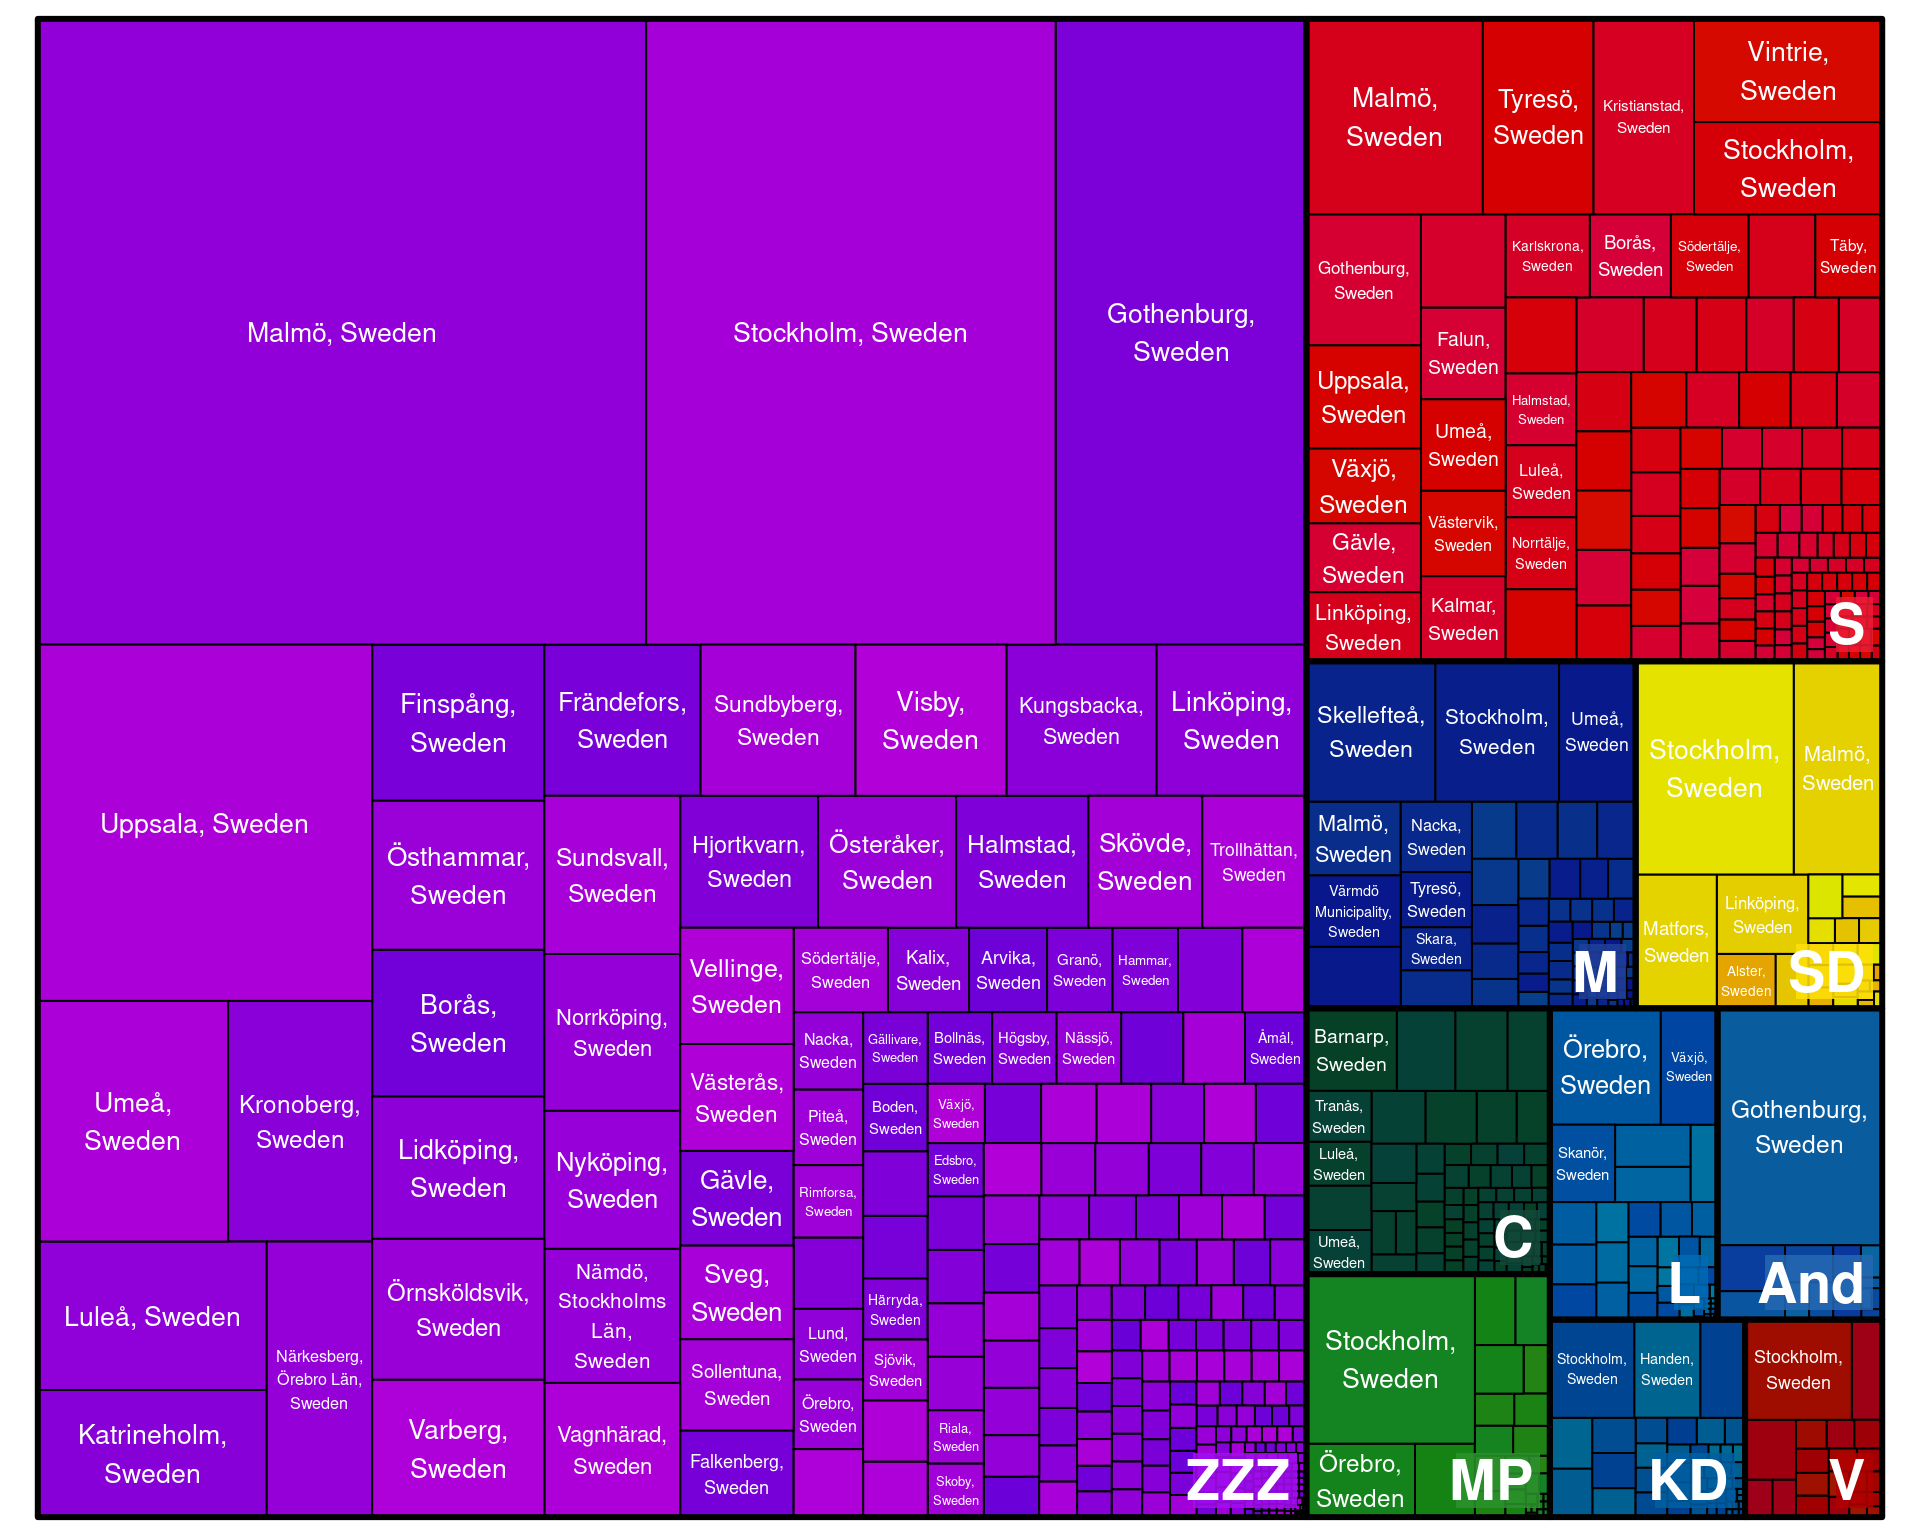 Malmö, Sweden
Stockholm, Sweden
Gothenburg,
Sweden
Uppsala, Sweden
Umeå,
Sweden
Kronoberg,
Sweden
Luleå, Sweden
Katrineholm,
Sweden
Närkesberg,
Örebro Län,
Sweden
Finspång,
Sweden
Östhammar,
Sweden
Borås,
Sweden
Lidköping,
Sweden
Örnsköldsvik,
Sweden
Varberg,
Sweden
Frändefors,
Sweden
Sundbyberg,
Sweden
Visby,
Sweden
Kungsbacka,
Sweden
Linköping,
Sweden
Sundsvall,
Sweden
Norrköping,
Sweden
Nyköping,
Sweden
Nämdö,
Stockholms
Län,
Sweden
Vagnhärad,
Sweden
Hjortkvarn,
Sweden
Österåker,
Sweden
Halmstad,
Sweden
Skövde,
Sweden
Trollhättan,
Sweden
Vellinge,
Sweden
Västerås,
Sweden
Gävle,
Sweden
Sveg,
Sweden
Sollentuna,
Sweden
Falkenberg,
Sweden
Södertälje,
Sweden
Kalix,
Sweden
Arvika,
Sweden
Granö,
Sweden
Hammar,
Sweden
Nacka,
Sweden
Piteå,
Sweden
Rimforsa,
Sweden
Lund,
Sweden
Örebro,
Sweden
Gällivare,
Sweden
Boden,
Sweden
Härryda,
Sweden
Sjövik,
Sweden
Bollnäs,
Sweden
Högsby,
Sweden
Nässjö,
Sweden
Åmål,
Sweden
Växjö,
Sweden
Edsbro,
Sweden
Riala,
Sweden
Skoby,
Sweden
ZZZ
Malmö,
Sweden
Tyresö,
Sweden
Kristianstad,
Sweden
Vintrie,
Sweden
Stockholm,
Sweden
Gothenburg,
Sweden
Uppsala,
Sweden
Växjö,
Sweden
Gävle,
Sweden
Linköping,
Sweden
Falun,
Sweden
Umeå,
Sweden
Västervik,
Sweden
Kalmar,
Sweden
Karlskrona,
Sweden
Borås,
Sweden
Södertälje,
Sweden
Täby,
Sweden
Halmstad,
Sweden
Luleå,
Sweden
Norrtälje,
Sweden
S
Skellefteå,
Sweden
Stockholm,
Sweden
Umeå,
Sweden
Malmö,
Sweden
Nacka,
Sweden
Värmdö
Municipality,
Sweden
Tyresö,
Sweden
Skara,
Sweden
M
Stockholm,
Sweden
Malmö,
Sweden
Matfors,
Sweden
Linköping,
Sweden
Alster,
Sweden
SD
Barnarp,
Sweden
Tranås,
Sweden
Luleå,
Sweden
Umeå,
Sweden
C
Örebro,
Sweden
Växjö,
Sweden
Skanör,
Sweden
L
Gothenburg,
Sweden
And
Stockholm,
Sweden
Örebro,
Sweden
MP
Stockholm,
Sweden
Handen,
Sweden
KD
Stockholm,
Sweden
V